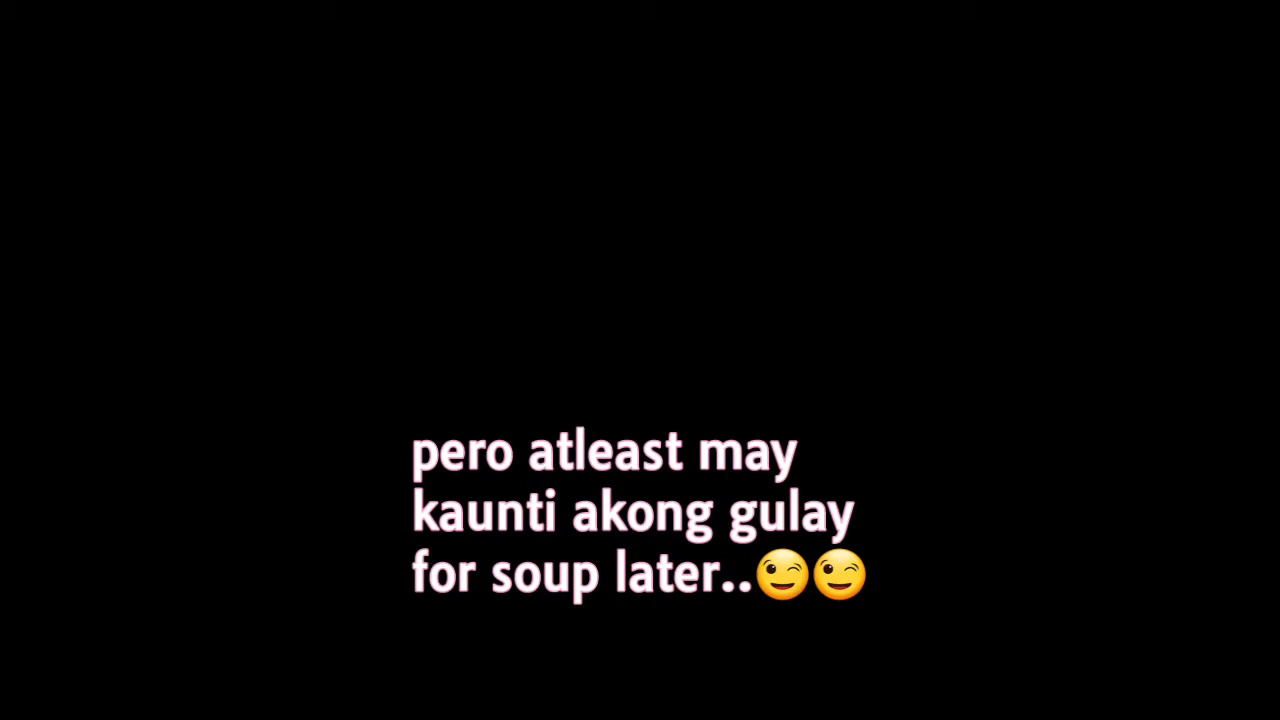 pero atleast may
kaunti akong gulay
for soup later..😉😉